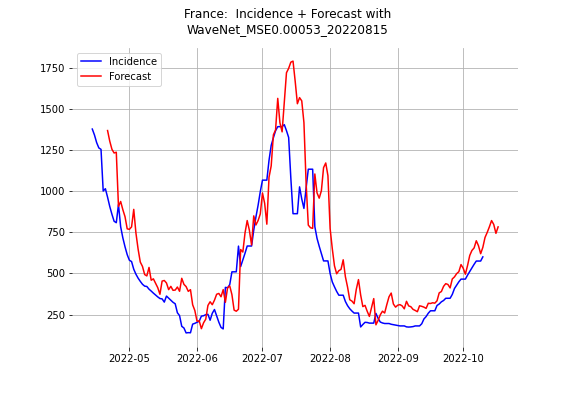 France:  Incidence + Forecast with
WaveNet_MSE0.00053_20220815
Incidence
Forecast
1750
1500
1250
1000
750
500
250
2022-05 2022-06 2022-07 2022-08 2022-09 2022-10